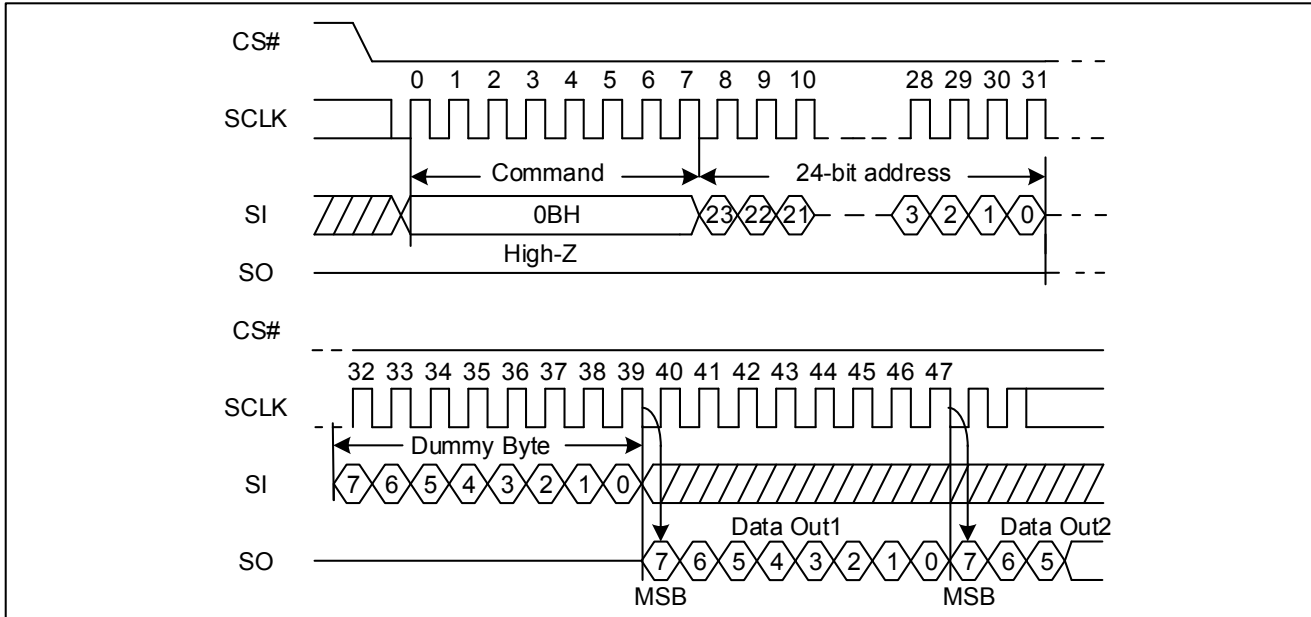 CS#
0 1 2 3 4 5 6 7 8 9 10 28 29 30 31
SCLK
Command 24-bit address
SI 0BH 23 22 21 3 2 1 0
High-Z
SO
CS#
32 33 34 35 36 37 38 39 40 41 42 43 44 45 46 47
SCLK
Dummy Byte
SI 7 6 5 4 3 2 1 0
Data Out1 Data Out2
SO 7 6 5 4 3 2 1 0 7 6 5
MSB MSB